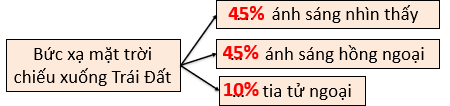 Bức xạ mặt trời
chiếu xuống Trái Đất
45% ánh sáng nhìn thấy
45% ánh sáng hồng ngoại
10% tia tử ngoại